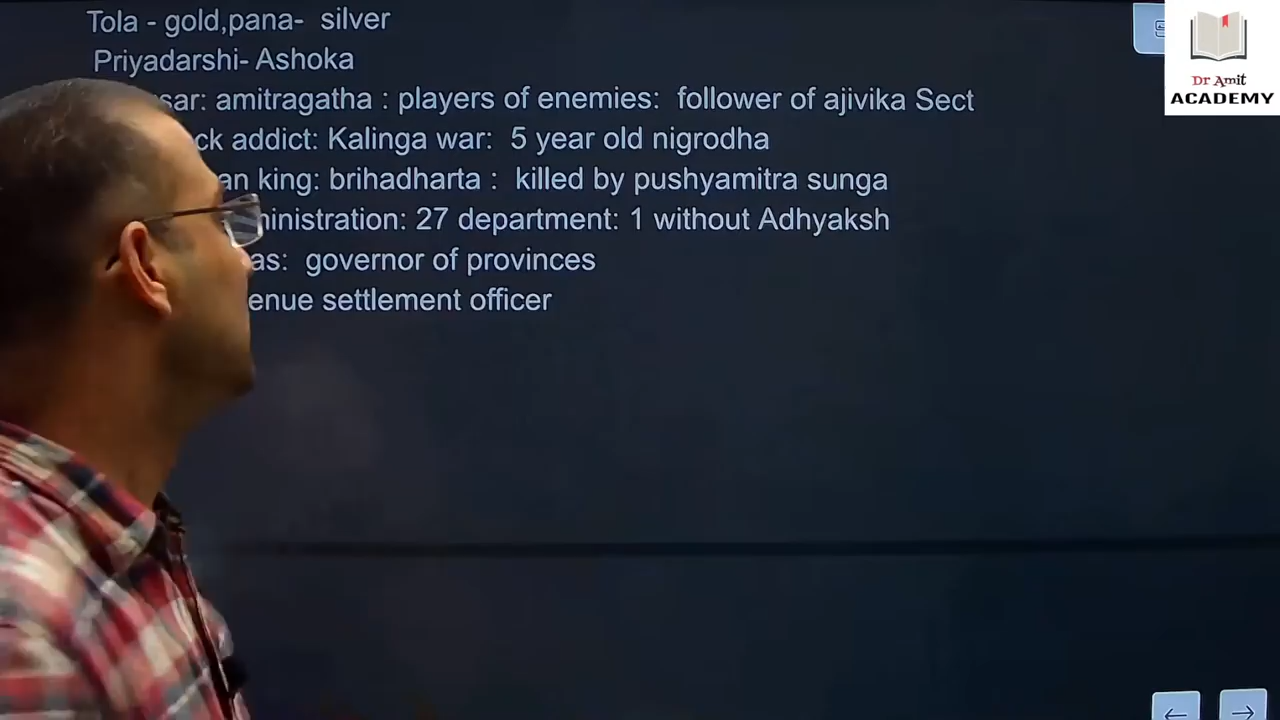 Tola - gold,pana- silver
Priyadarshi- Ashoka
sar: amitragatha : players of enemies: follower of ajivika Sect
ck addict: Kalinga war: 5 year old nigrodha
an king: brihadharta : killed by pushyamitra sunga
ministration: 27 department: 1 without Adhyaksh
as: governor of provinces
enue settlement officer
Dr Amit
ACADEMY